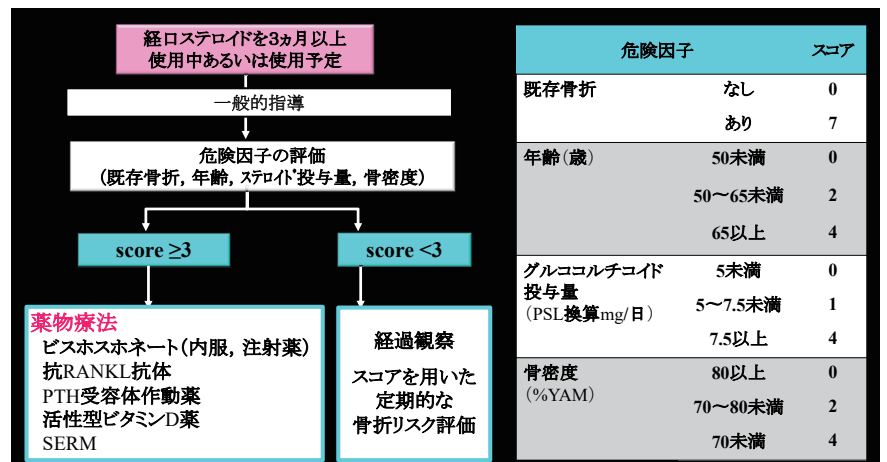 経口ステロイドを3ヵ月以上
使用中あるいは使用予定
一般的指導
危険因子の評価
(既存骨折, 年齢, ステロイド投与量, 骨密度)
score ≥3
score <3
薬物療法
ビスホスホネート(内服, 注射薬)
抗RANKL抗体
PTH受容体作動薬
活性型ビタミンD薬
SERM
経過観察
スコアを用いた
定期的な
骨折リスク評価
危険因子 スコア
既存骨折 なし 0
あり 7
年齢(歳) 50未満 0
50〜65未満 2
65以上 4
グルココルチコイド 5未満 0
投与量
(PSL換算mg/日) 5〜7.5未満 1
7.5以上 4
骨密度 80以上 0
(%YAM)
70〜80未満 2
70未満 4